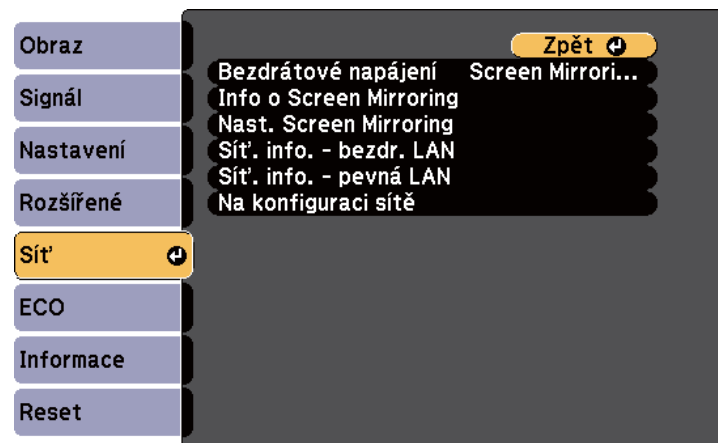 Obraz
Signál
Nastavení
Rozšířené
Síť
ECO
Informace
Reset
Zpět
Bezdrátové napájení Screen Mirrori...
Info o Screen Mirroring
Nast. Screen Mirroring
Síť. info. - bezdr. LAN
Síť. info. - pevná LAN
Na konfiguraci sítě